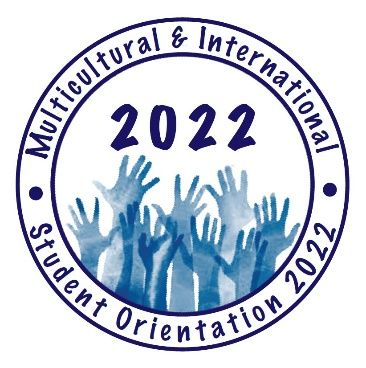 Multicultural & International
2022
Student Orientation 2022